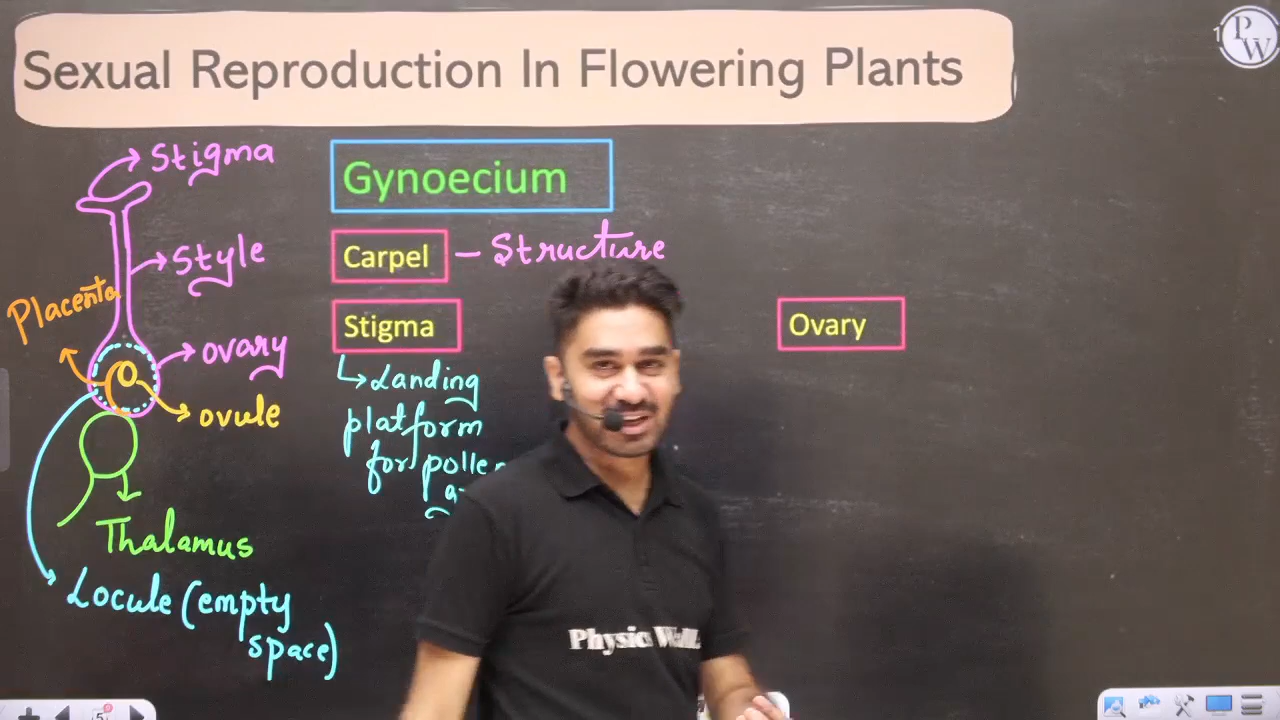 Sexual Reproduction In Flowering Plants
PW
Stigma
Style
Placenta
ovary
ovule
Thalamus
Locule (empty
space)
Gynoecium
Carpel - Structure
Stigma
Landing
platform
for
Ovary
Physics